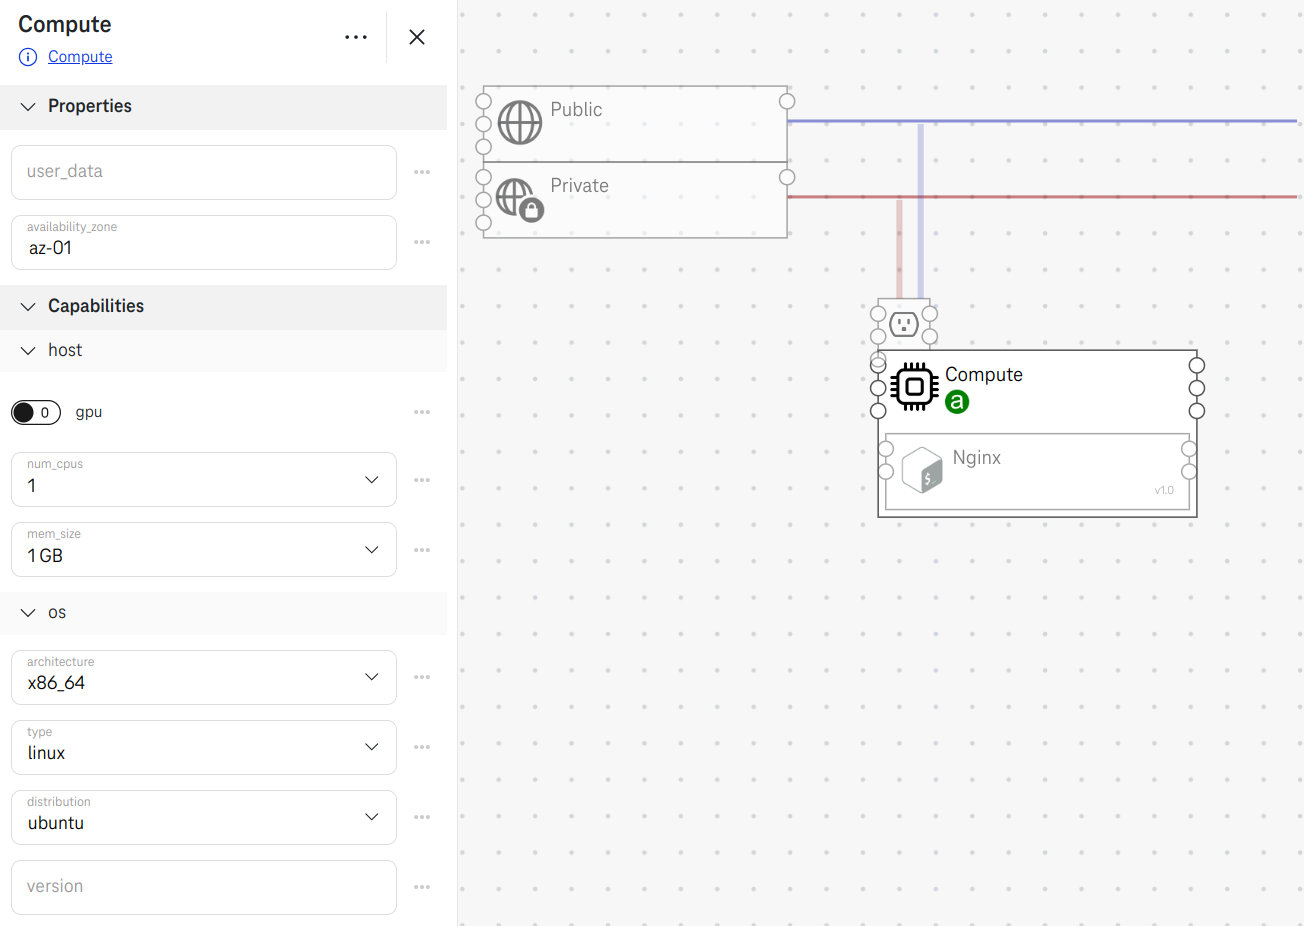 Compute
Compute
Properties
user_data
availability_zone
az-01
Capabilities
host
0 gpu
num_cpus
1
mem_size
1 GB
os
architecture
x86_64
type
linux
distribution
ubuntu
version
Public
Private
Compute
a
Nginx
$_
v1.0